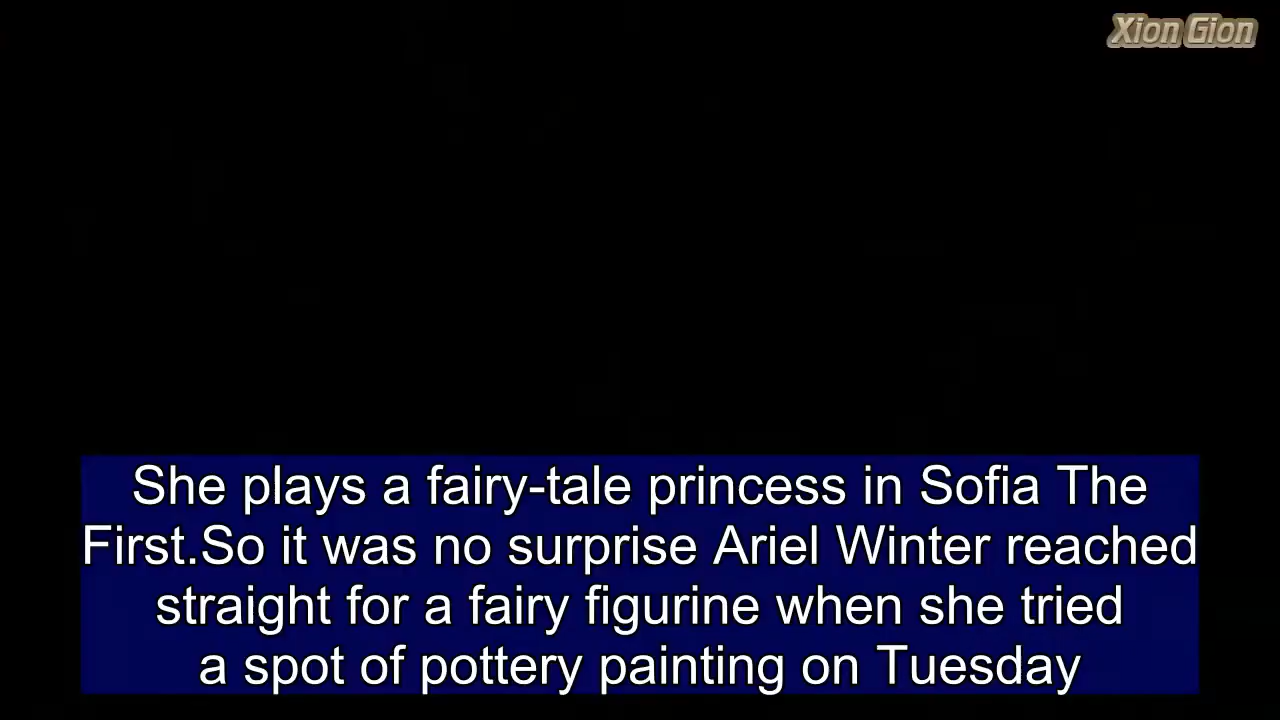 Xion Gion
She plays a fairy-tale princess in Sofia The
First.So it was no surprise Ariel Winter reached
straight for a fairy figurine when she tried
a spot of pottery painting on Tuesday